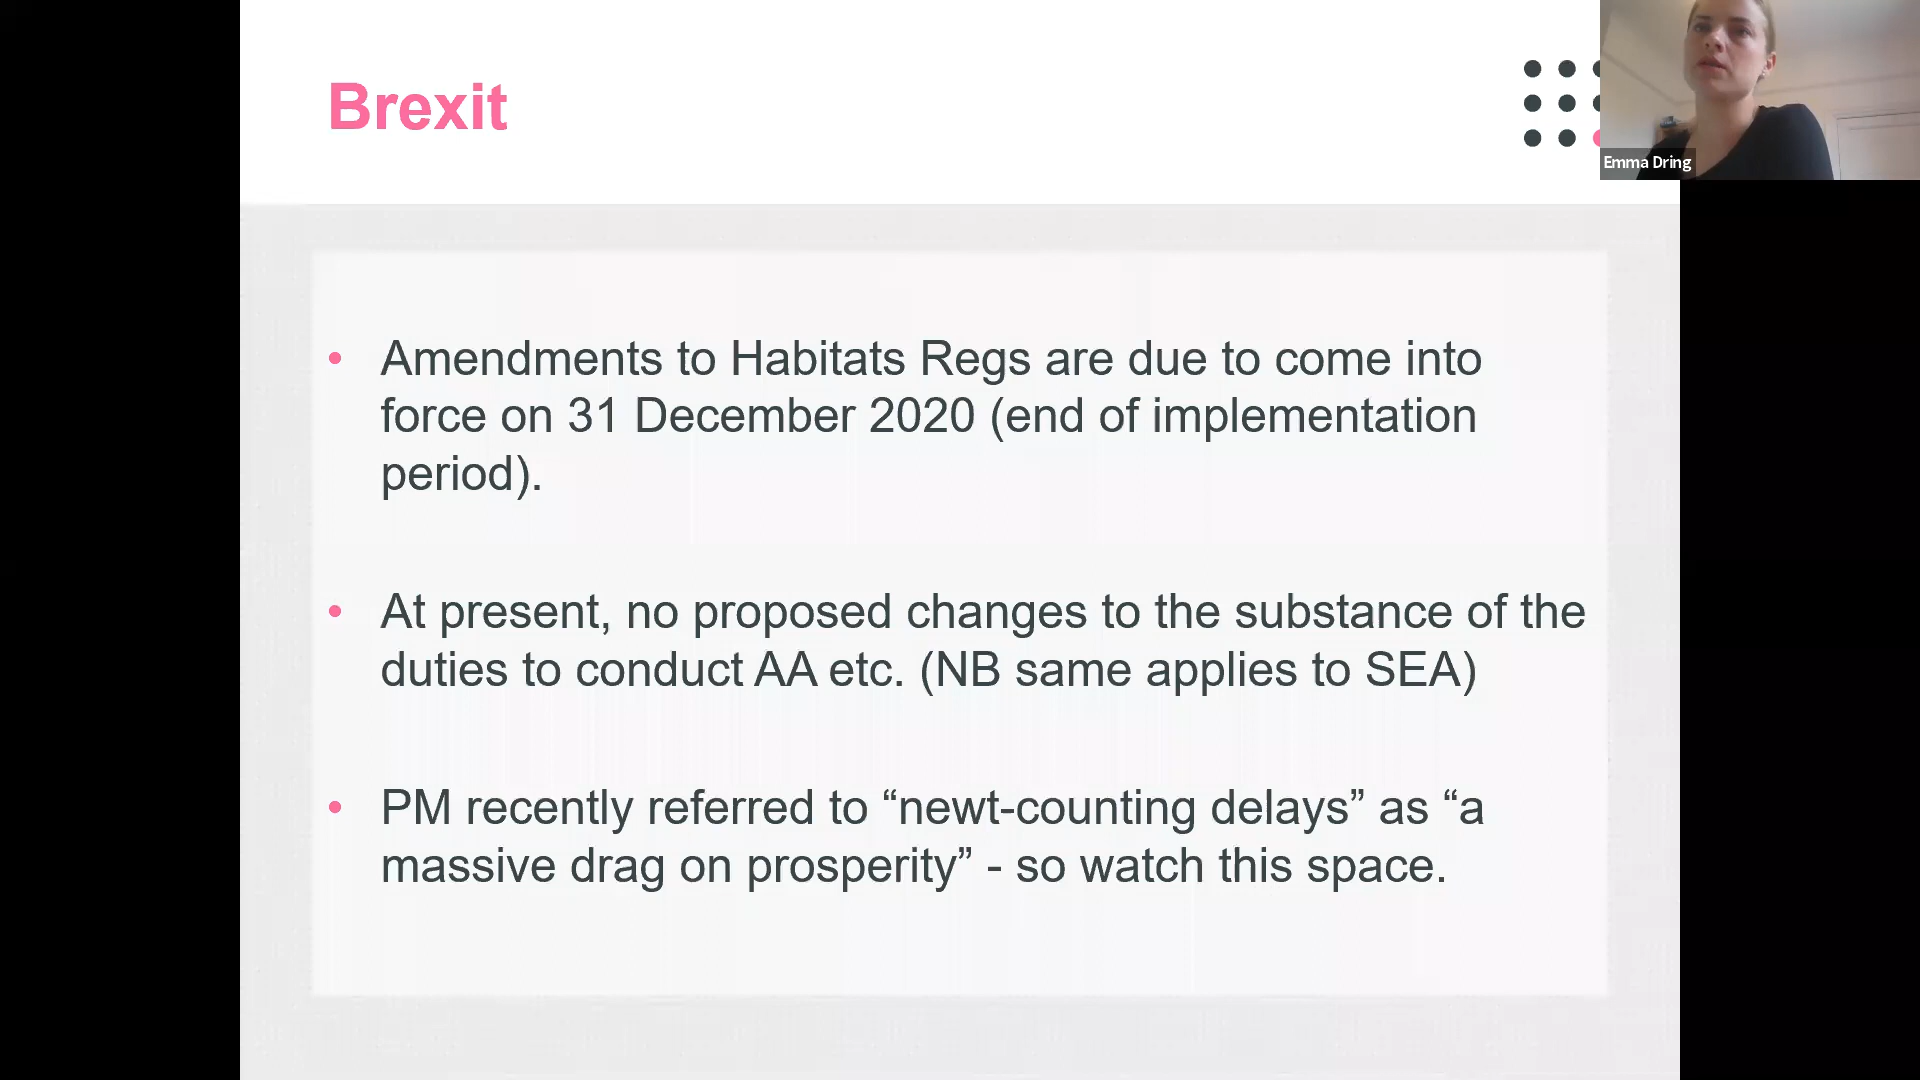 Brexit
Emma Dring
• Amendments to Habitats Regs are due to come into
force on 31 December 2020 (end of implementation
period).
• At present, no proposed changes to the substance of the
duties to conduct AA etc. (NB same applies to SEA)
• PM recently referred to “newt-counting delays” as “a
massive drag on prosperity” - so watch this space.